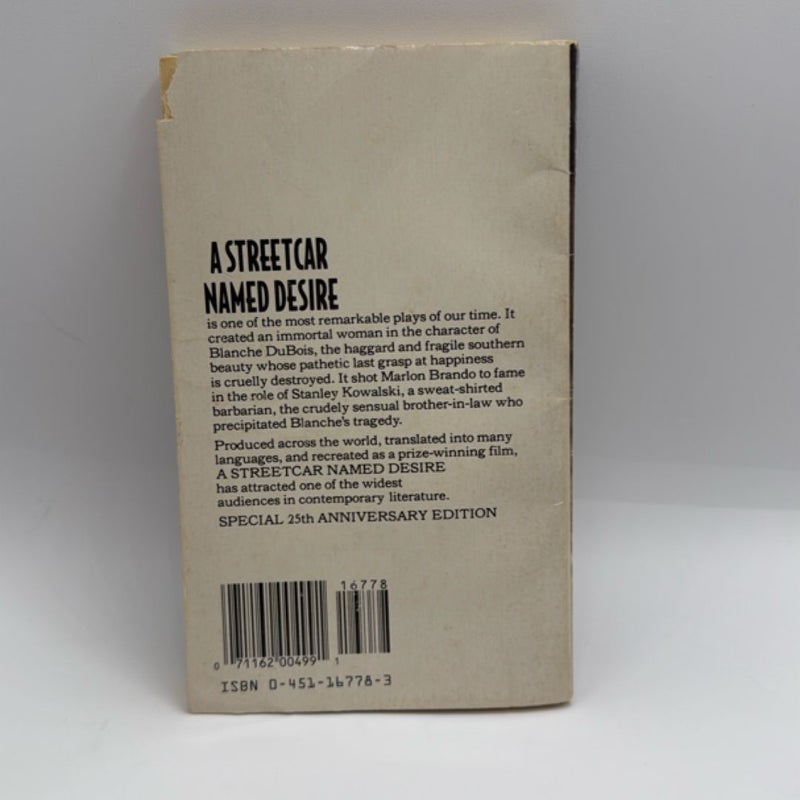 A STREETCAR
NAMED DESIRE
is one of the most remarkable plays of our time. It
created an immortal woman in the character of
Blanche DuBois, the haggard and fragile southern
beauty whose pathetic last grasp at happiness
is cruelly destroyed. It shot Marlon Brando to fame
in the role of Stanley Kowalski, a sweat-shirted
barbarian, the crudely sensual brother-in-law who
precipitated Blanche's tragedy.
Produced across the world, translated into many
languages, and recreated as a prize-winning film,
A STREETCAR NAMED DESIRE
has attracted one of the widest
audiences in contemporary literature.
SPECIAL 25th ANNIVERSARY EDITION
16778
0 71162 00499 1
ISBN 0-451-16778-3